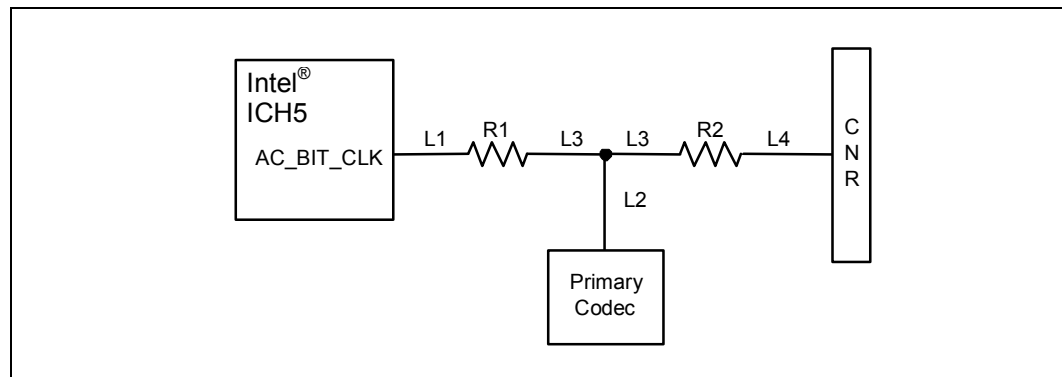 Intel®
ICH5
AC_BIT_CLK
L1
R1
L3
L3
R2
L4
L2
C
N
R
Primary
Codec